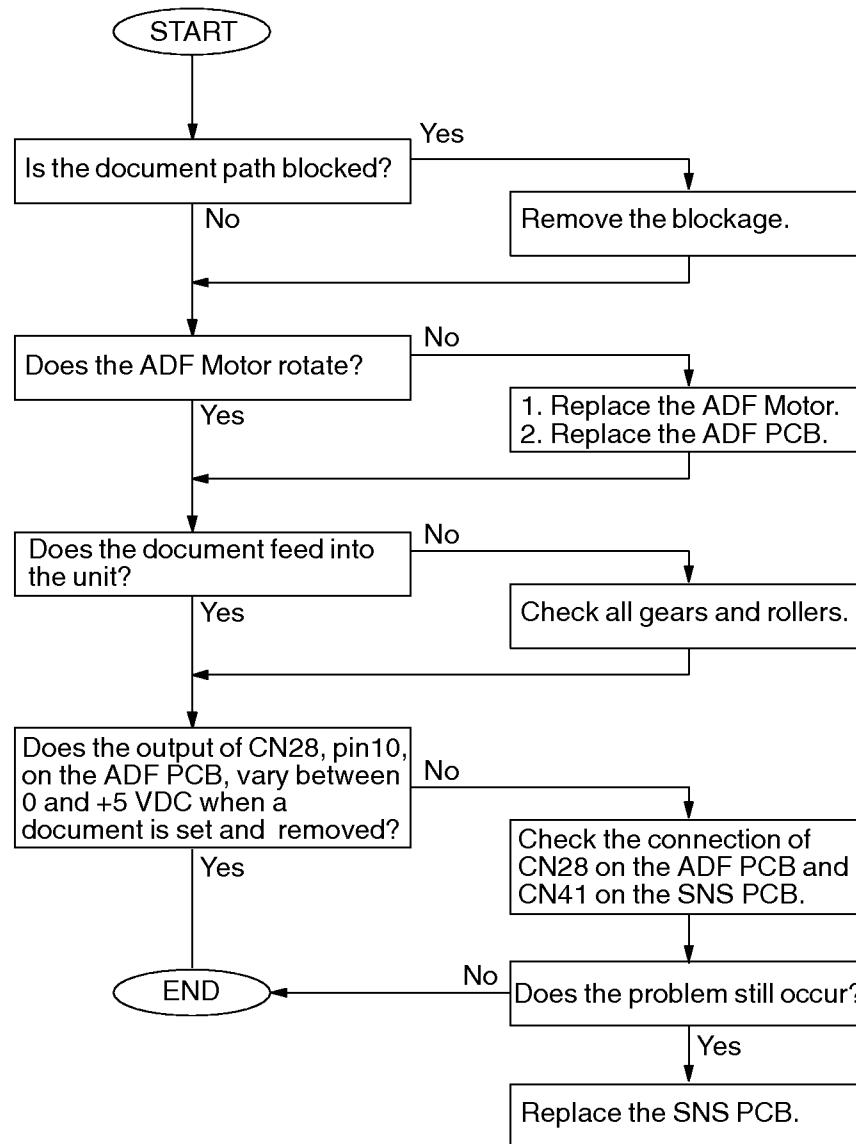 START
Is the document path blocked?
Yes
No
Remove the blockage.
Does the ADF Motor rotate?
No
Yes
1. Replace the ADF Motor.
2. Replace the ADF PCB.
Does the document feed into
the unit?
No
Yes
Check all gears and rollers.
Does the output of CN28, pin10,
on the ADF PCB, vary between
0 and +5 VDC when a
document is set and removed?
No
Yes
Check the connection of
CN28 on the ADF PCB and
CN41 on the SNS PCB.
END
No
Does the problem still occur?
Yes
Replace the SNS PCB.